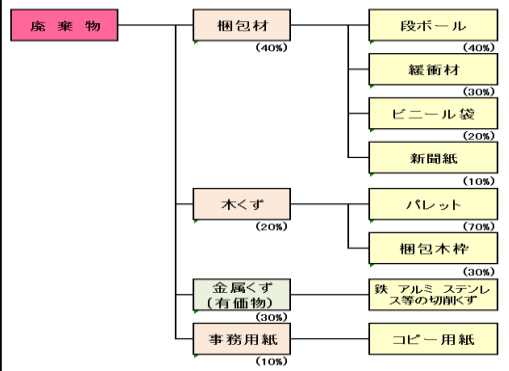 廃棄物
梱包材
(40%)
段ボール
(40%)
緩衝材
(30%)
ビニール袋
(20%)
新聞紙
(10%)
木くず
(20%)
パレット
(70%)
梱包木枠
(30%)
金属くず
(有価物)
(30%)
鉄 アルミ ステンレ
ス等の切削くず
事務用紙
(10%)
コピー用紙